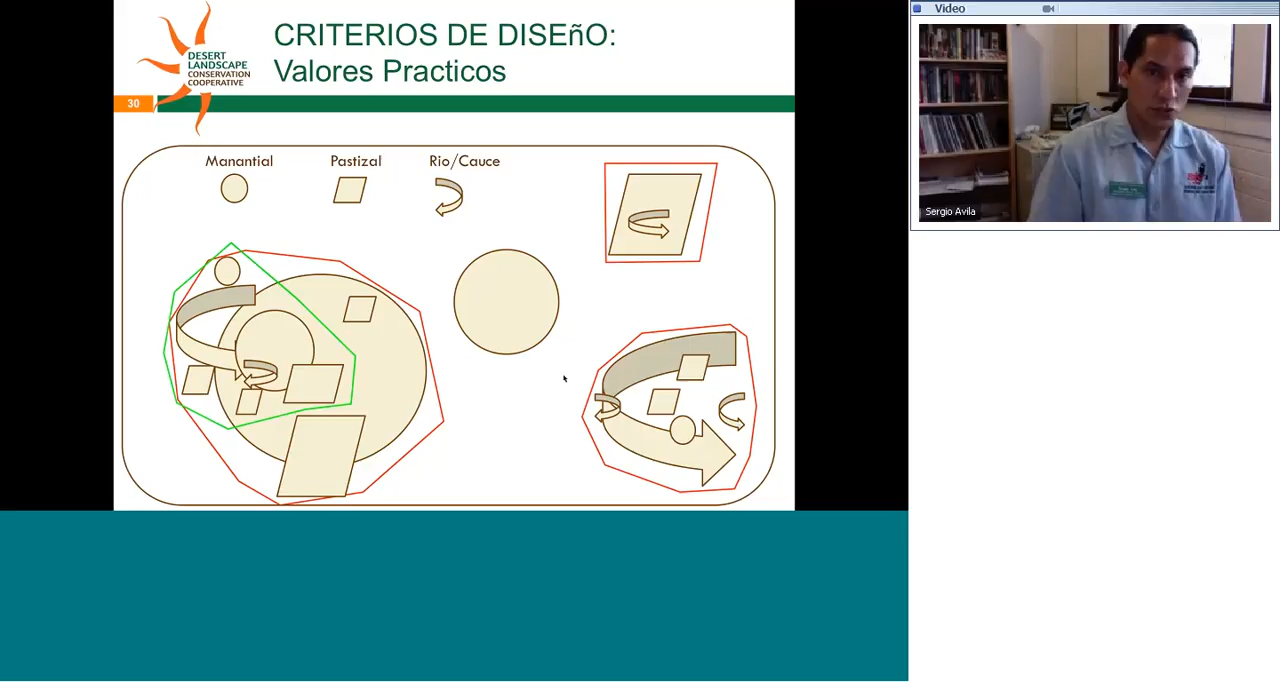 CRITERIOS DE DISEñO:
Valores Practicos
DESERT
LANDSCAPE
CONSERVATION
COOPERATIVE
30
Manantial
Pastizal
Rio/Cauce
Video
Sergio Avila